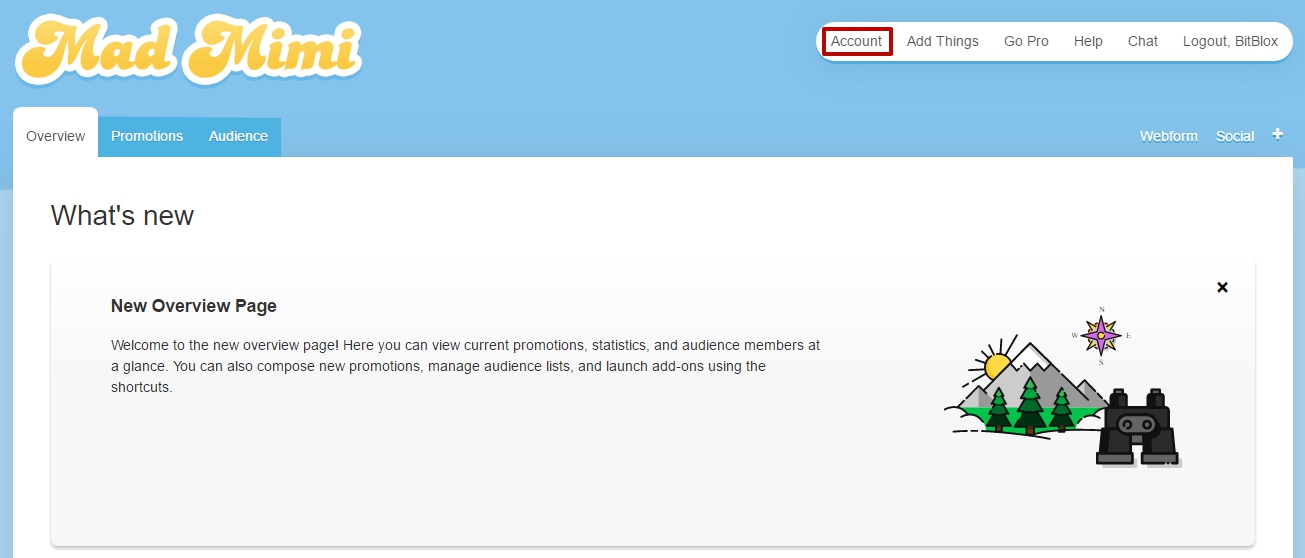 Mad Mimi
Account Add Things Go Pro Help Chat Logout, BitBlox
Overview Promotions Audience Webform Social +
What's new
New Overview Page
Welcome to the new overview page! Here you can view current promotions, statistics, and audience members at
a glance. You can also compose new promotions, manage audience lists, and launch add-ons using the
shortcuts.
N
W E
S